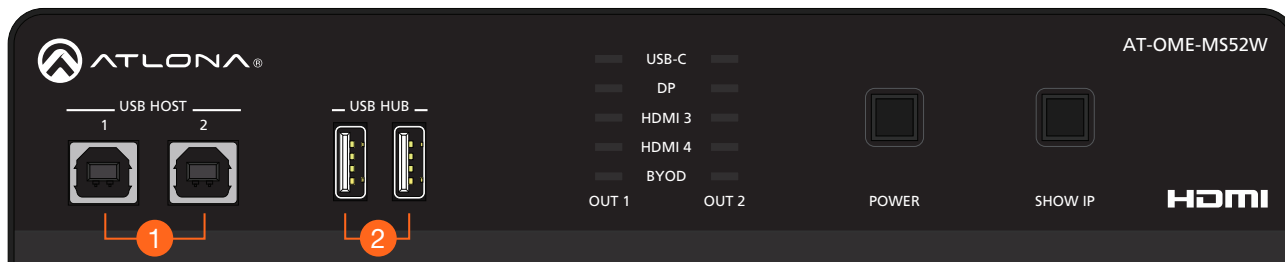 ATLONA®
AT-OME-MS52W
USB HOST
1 2
USB HUB
USB-C
DP
HDMI 3
HDMI 4
BYOD
OUT 1 OUT 2
POWER
SHOW IP
HDMI
1
2